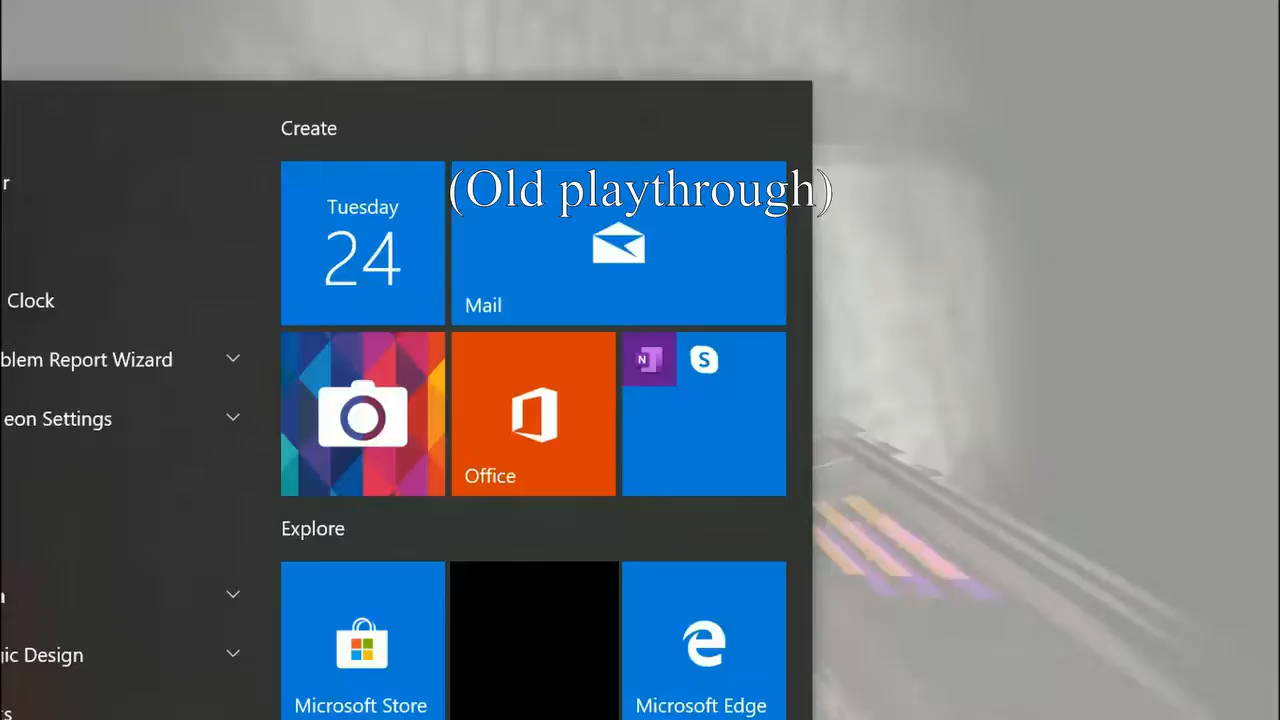 Create
r
Tuesday
24
(Old playthrough)
Mail
Clock
blem Report Wizard
eon Settings
N
S
Office
Explore
gic Design
Microsoft Store
Microsoft Edge